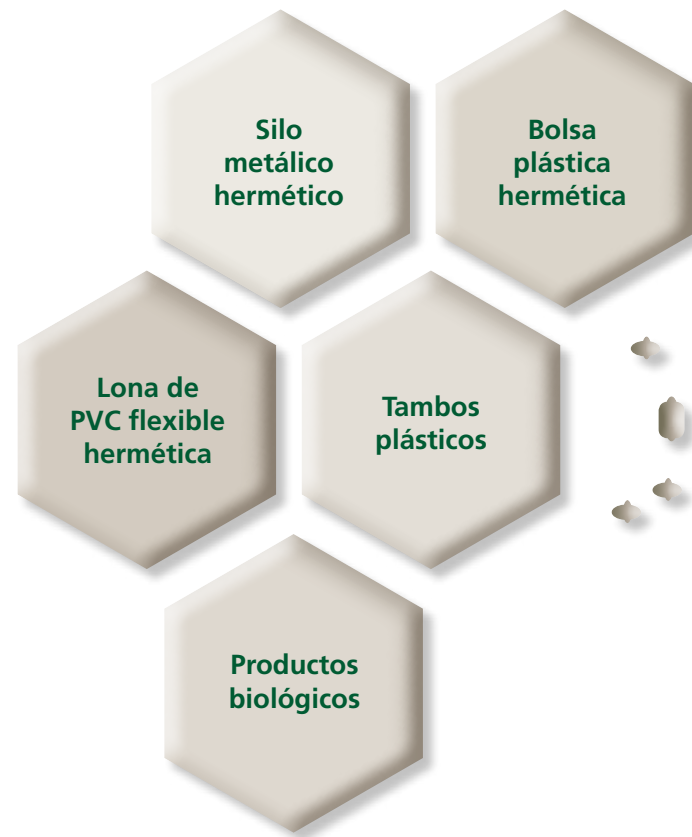 Silo
metálico
hermético
Bolsa
plástica
hermética
Lona de
PVC flexible
hermética
Tambos
plásticos
Productos
biológicos